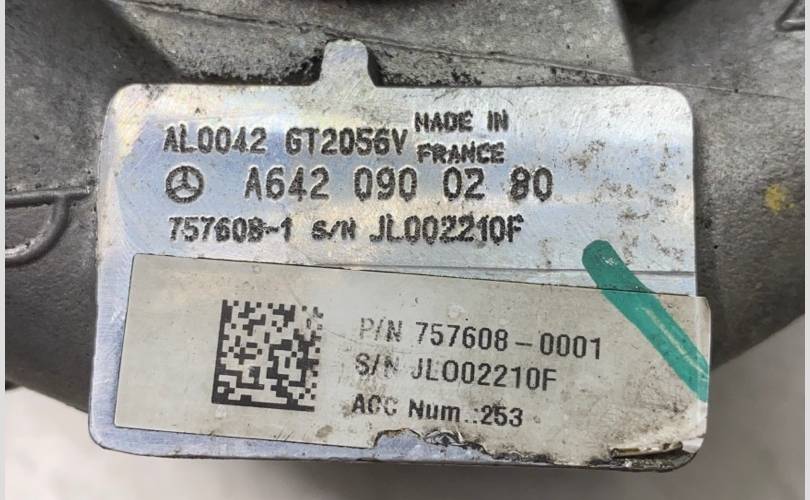 AL0042 GT2056V MADE IN FRANCE
A642 090 02 80
757608-1 S/N JL002210F
P/N 757608-0001
S/N JL002210F
ACC Num.:253